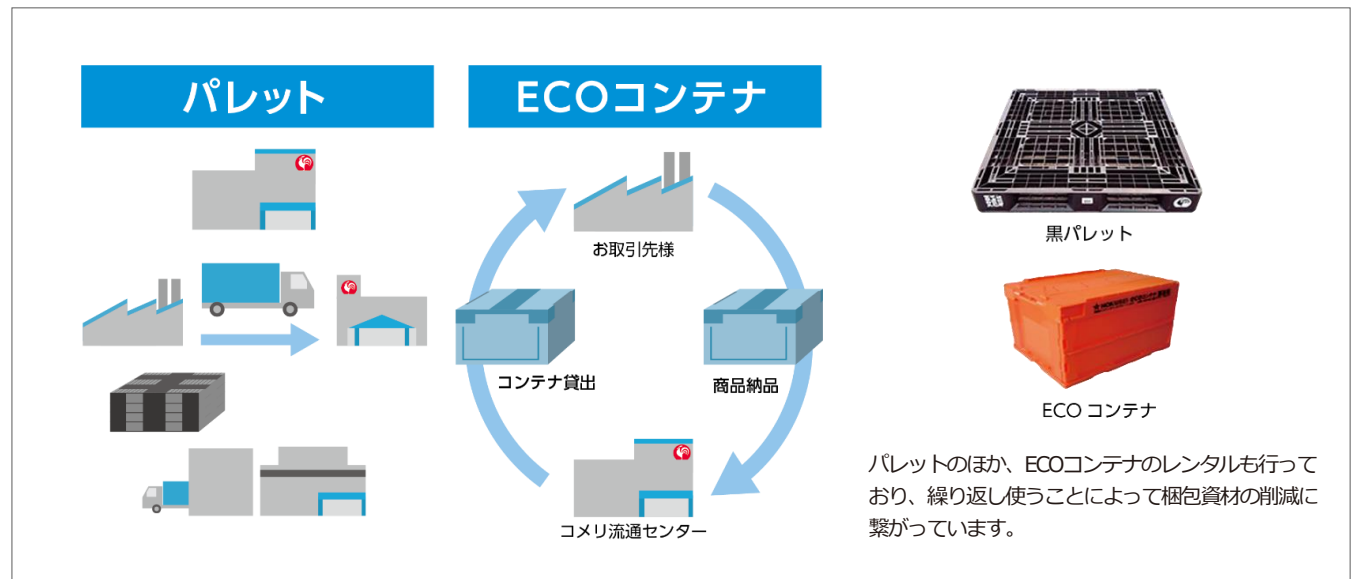 パレット
ECOコンテナ
お取引先様
コンテナ貸出
商品納品
コメリ流通センター
黒パレット
ECO コンテナ
パレットのほか、ECOコンテナのレンタルも行って
おり、繰り返し使うことによって梱包資材の削減に
繋がっています。